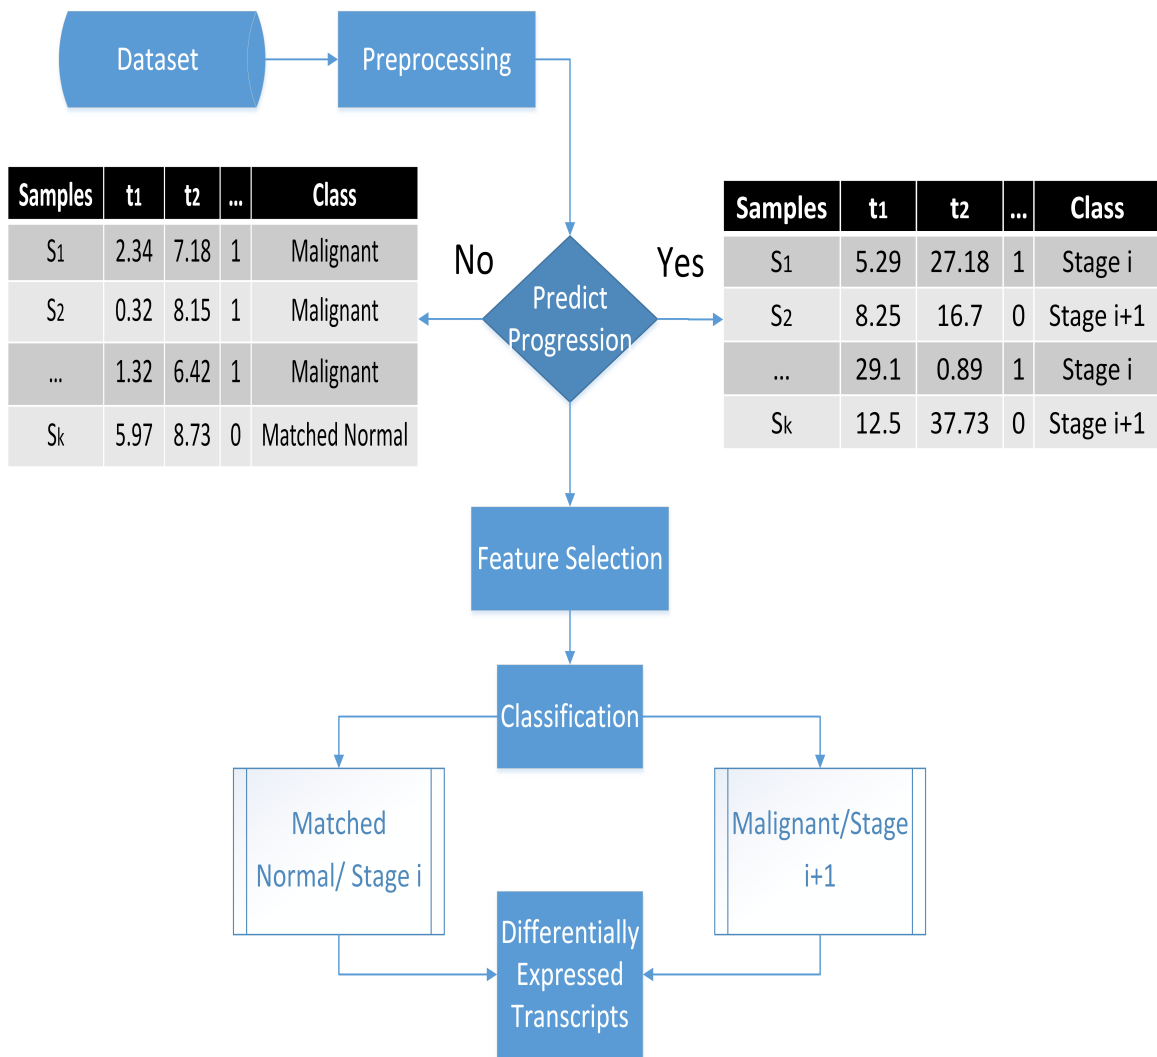 Dataset
Preprocessing
Samples t1 t2 ... Class
S1 2.34 7.18 1 Malignant
S2 0.32 8.15 1 Malignant
... 1.32 6.42 1 Malignant
Sk 5.97 8.73 0 Matched Normal
No
Predict
Progression
Yes
Samples t1 t2 ... Class
S1 5.29 27.18 1 Stage i
S2 8.25 16.7 0 Stage i+1
... 29.1 0.89 1 Stage i
Sk 12.5 37.73 0 Stage i+1
Feature Selection
Classification
Matched
Normal/ Stage i
Malignant/Stage
i+1
Differentially
Expressed
Transcripts